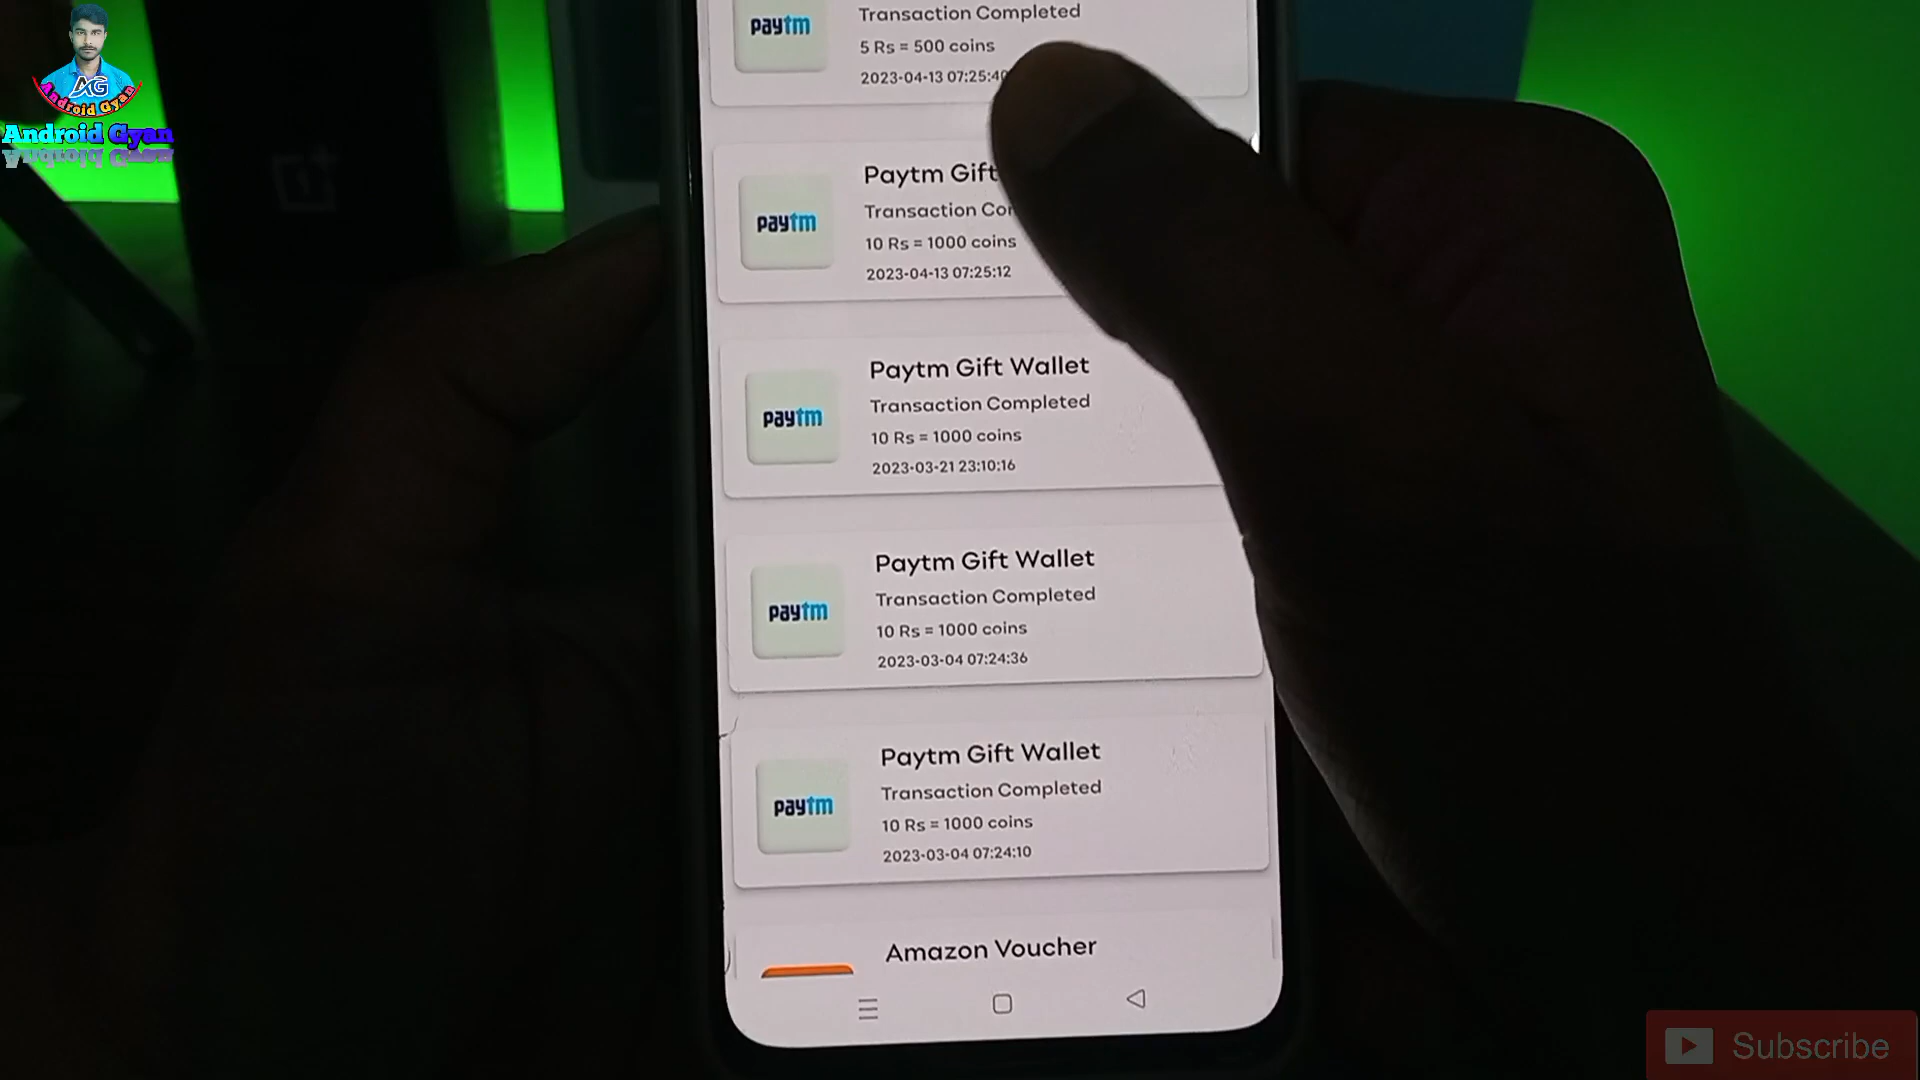 AG
Android Gyan
Android Gyan
paytm
Transaction Completed
5 Rs = 500 coins
2023-04-13 07:25:40
paytm
Paytm Gift
Transaction
10 Rs = 1000 coins
2023-04-13 07:25:12
paytm
Paytm Gift Wallet
Transaction Completed
10 Rs = 1000 coins
2023-03-21 23:10:16
paytm
Paytm Gift Wallet
Transaction Completed
10 Rs = 1000 coins
2023-03-04 07:24:36
paytm
Paytm Gift Wallet
Transaction Completed
10 Rs = 1000 coins
2023-03-04 07:24:10
Amazon Voucher
Subscribe